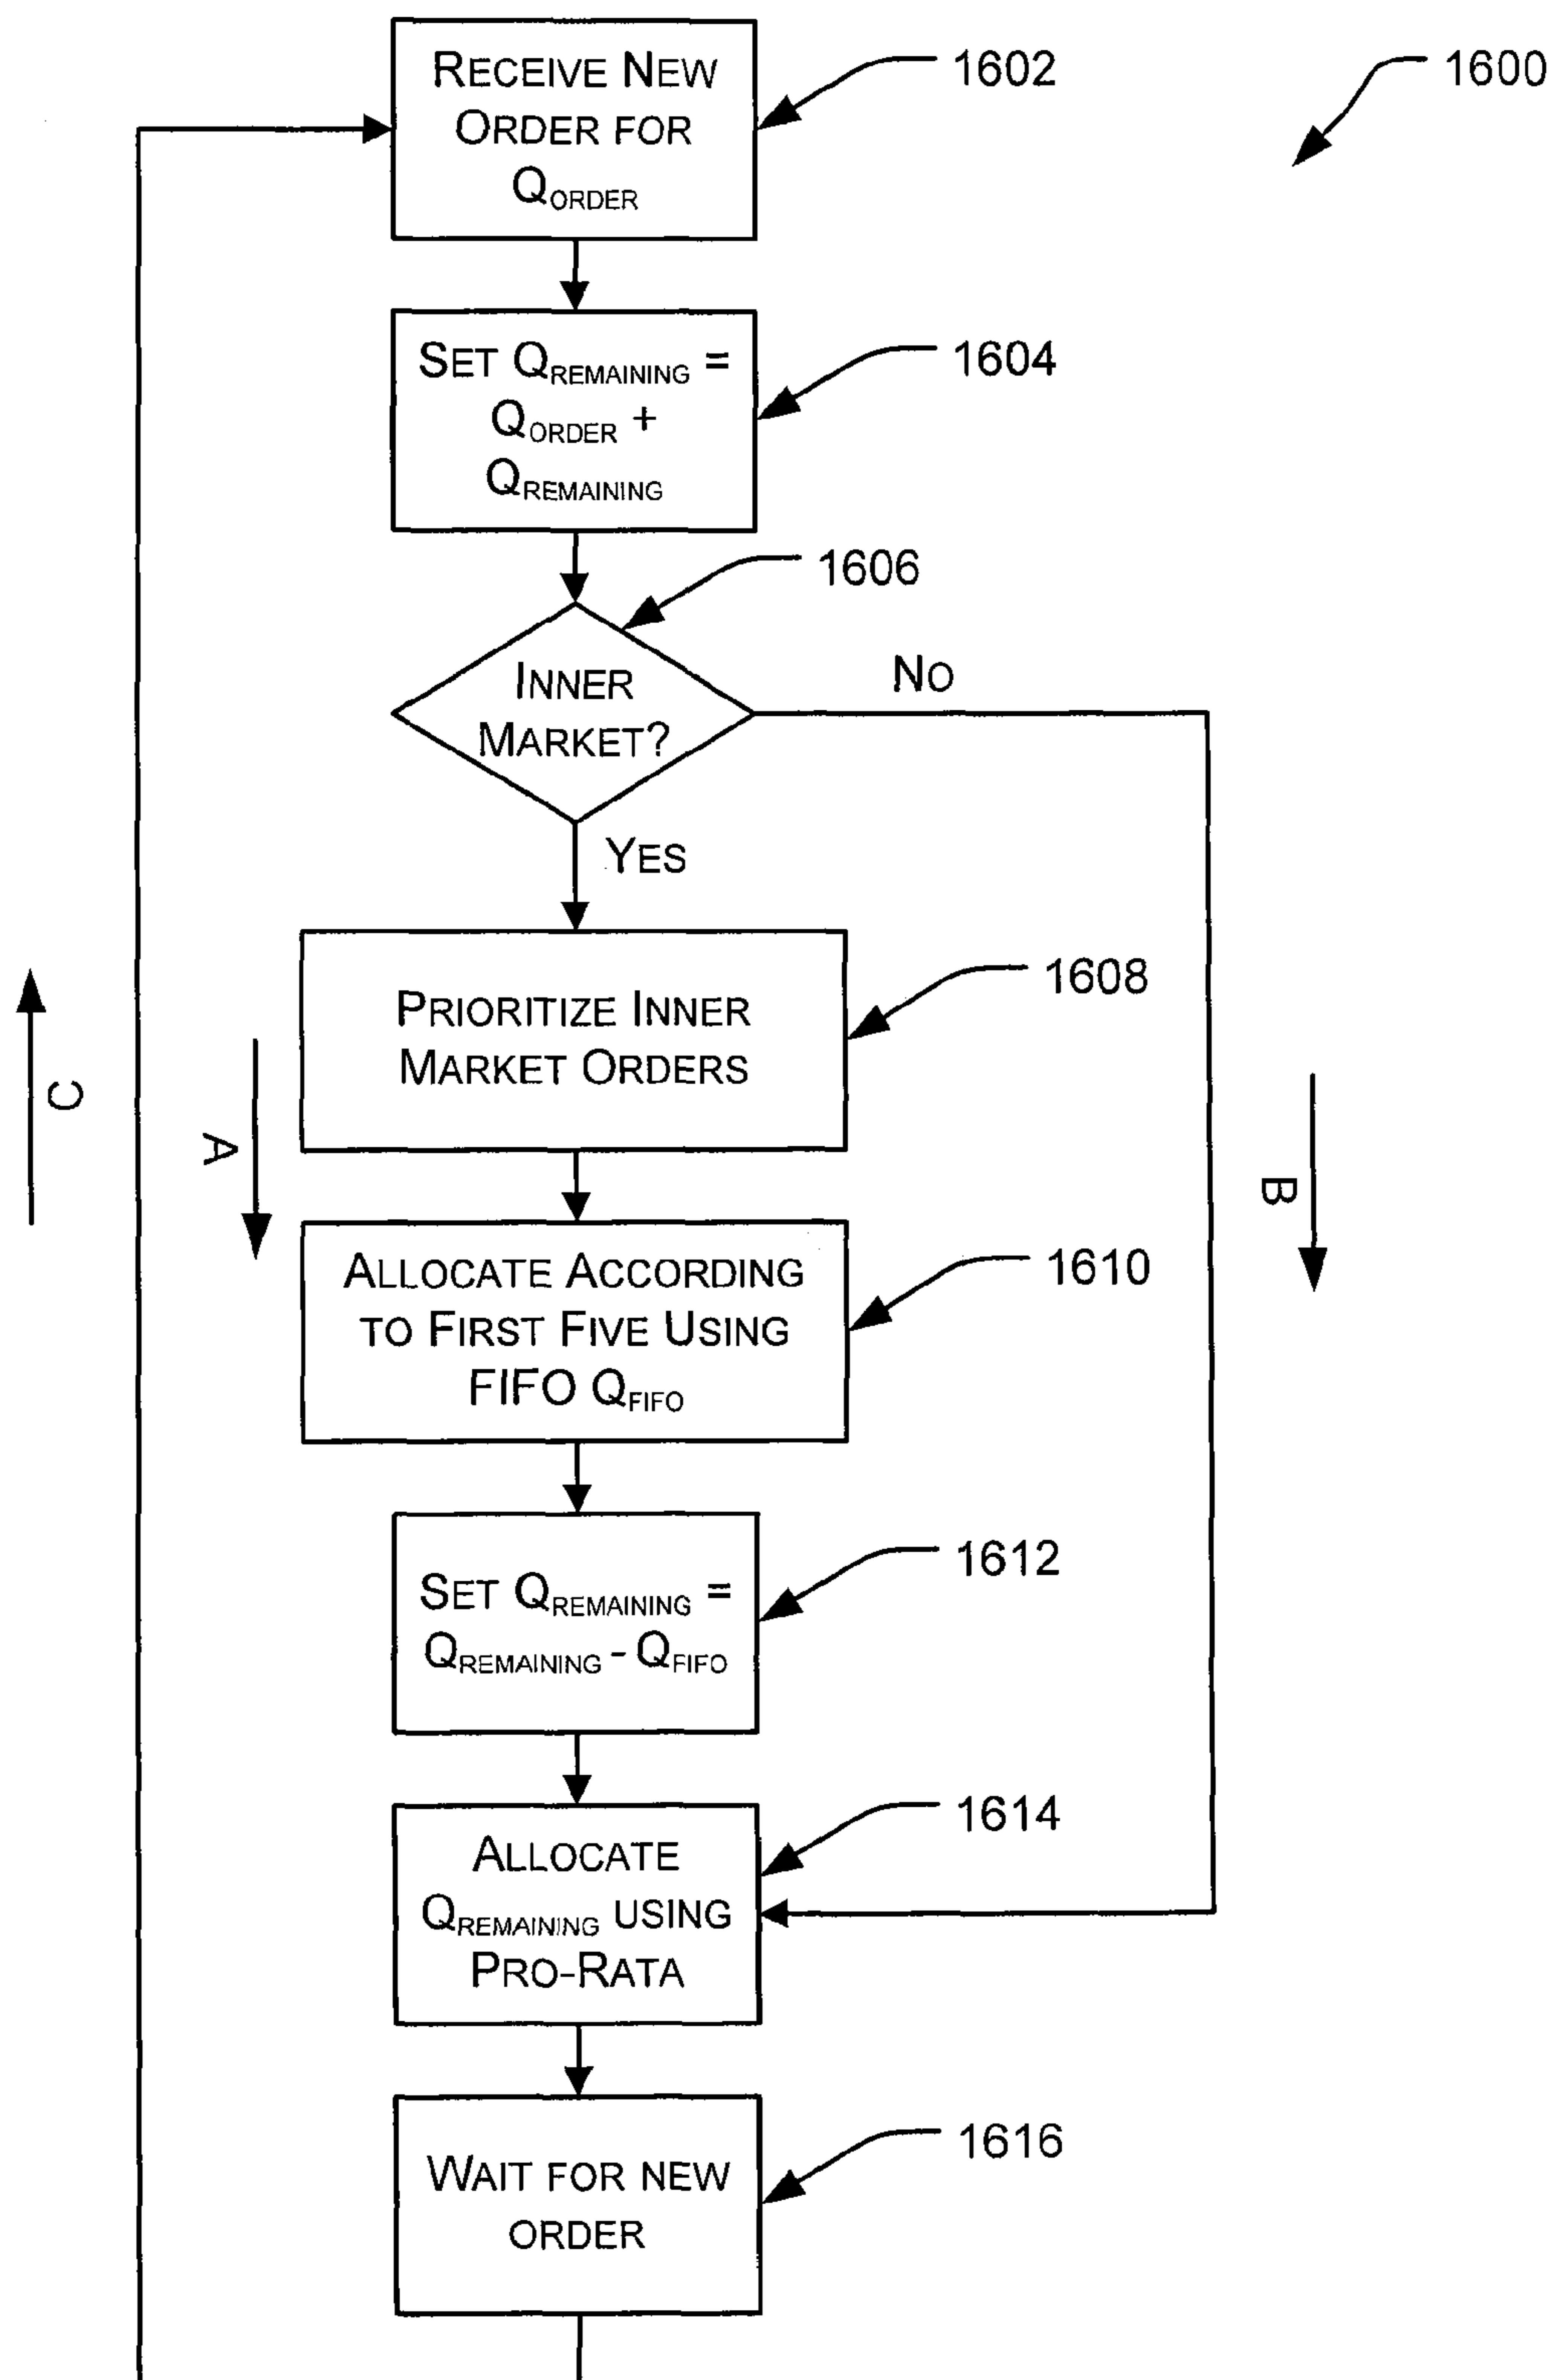 RECEIVE NEW
ORDER FOR
QORDER
1602
1600
SET QREMAINING =
QORDER +
QREMAINING
1604
1606
INNER
MARKET?
NO
YES
PRIORITIZE INNER
MARKET ORDERS
1608
C
A
B
ALLOCATE ACCORDING
TO FIRST FIVE USING
FIFO QFIFO
1610
SET QREMAINING =
QREMAINING - QFIFO
1612
ALLOCATE
QREMAINING USING
PRO-RATA
1614
WAIT FOR NEW
ORDER
1616